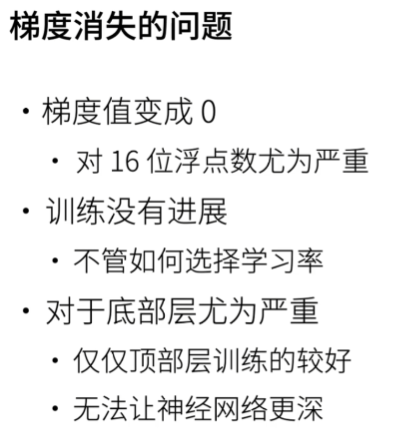 梯度消失的问题
• 梯度值变成 0
• 对 16 位浮点数尤为严重
• 训练没有进展
• 不管如何选择学习率
• 对于底部层尤为严重
• 仅仅顶部层训练的较好
• 无法让神经网络更深